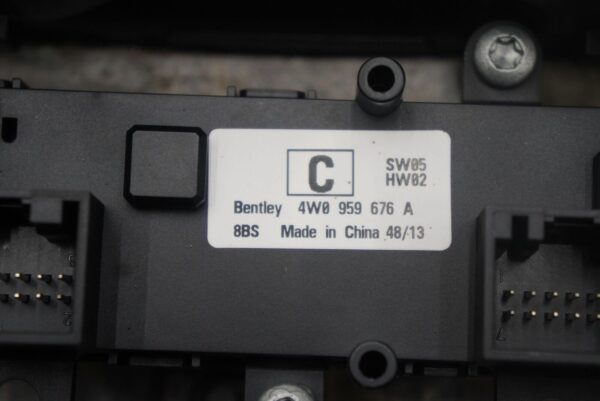 C
SW05
HW02
Bentley 4W0 959 676 A
8BS Made in China 48/13